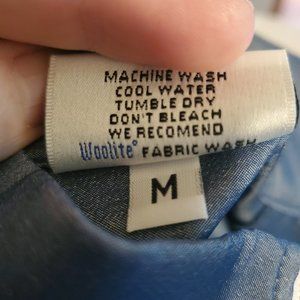 MACHINE WASH
COOL WATER
TUMBLE DRY
DON'T BLEACH
WE RECOMEND
Woolite® FABRIC WASH
M